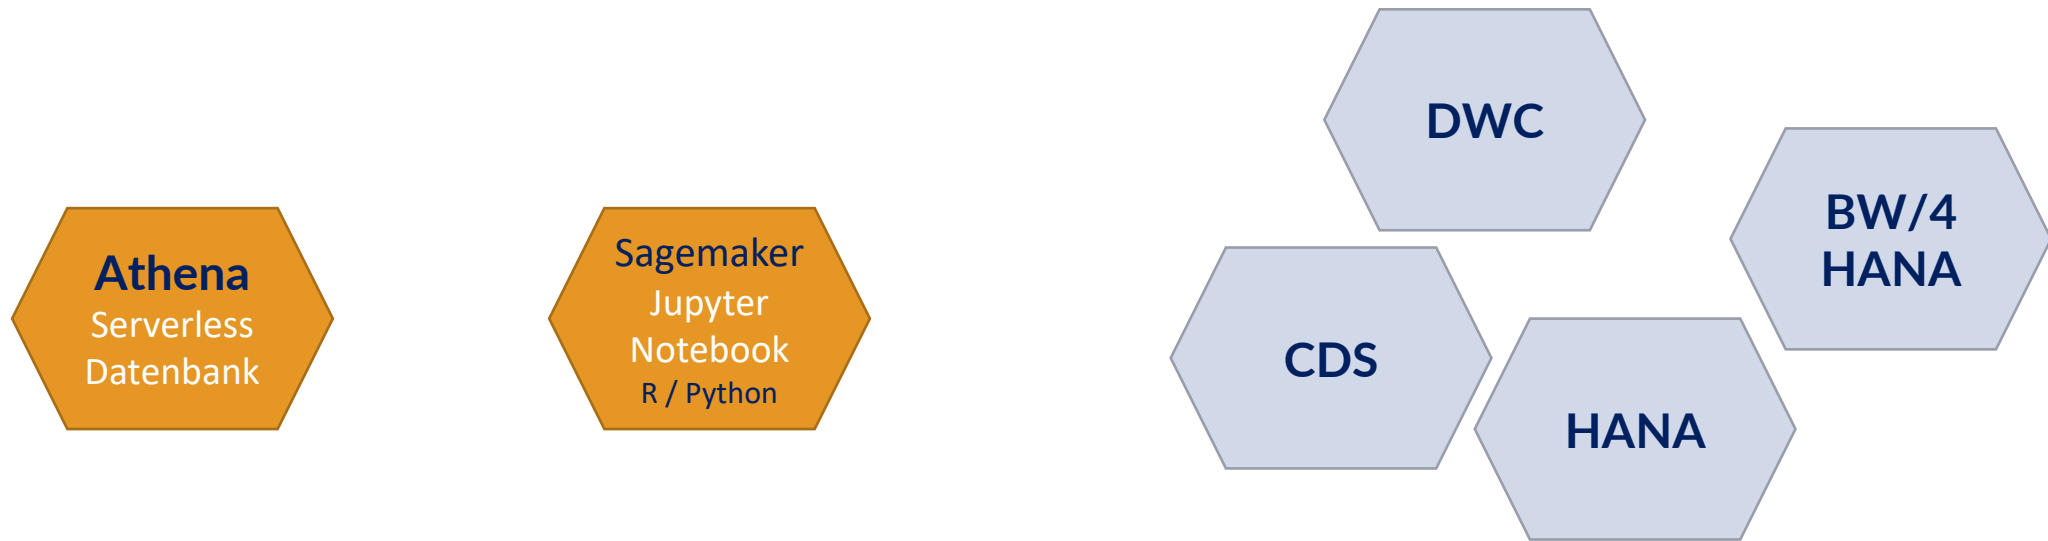 Athena
Serverless
Datenbank
Sagemaker
Jupyter
Notebook
R / Python
DWC
BW/4
HANA
CDS
HANA